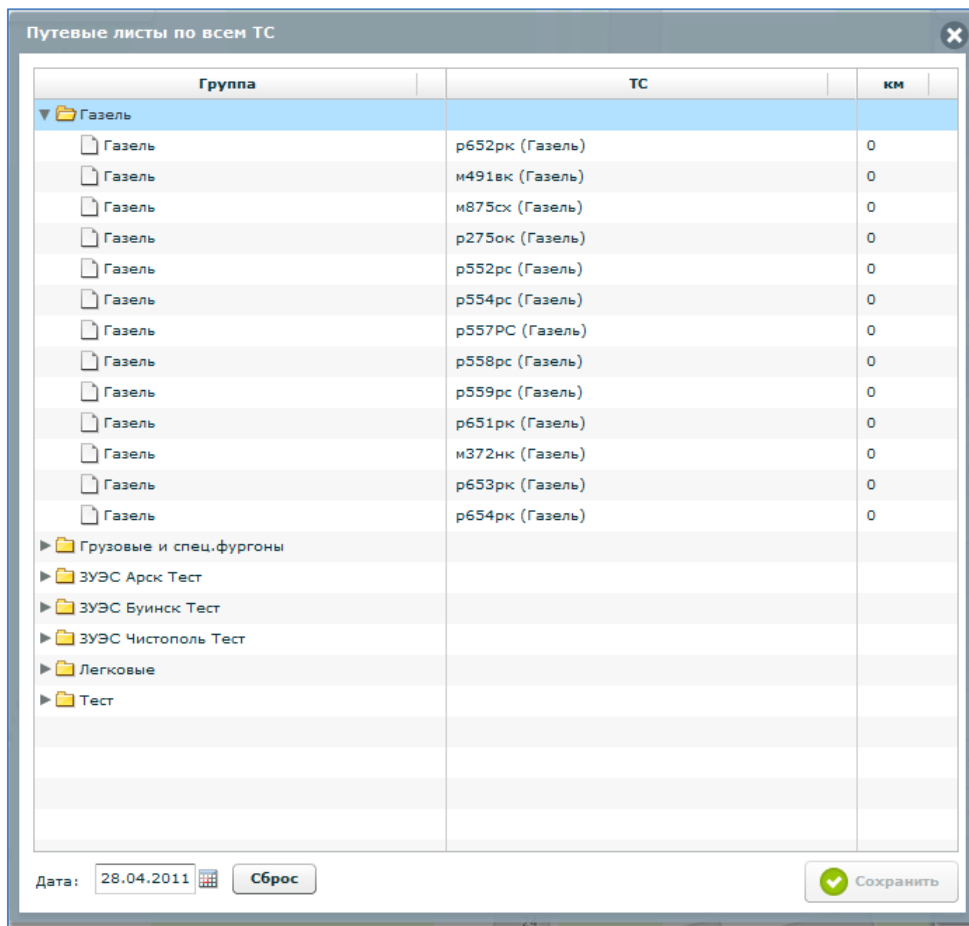 Путевые листы по всем ТС
Группа ТС км
Газель
Газель р652рк (Газель) 0
Газель м491вк (Газель) 0
Газель м875сх (Газель) 0
Газель р275ок (Газель) 0
Газель р552рс (Газель) 0
Газель р554рс (Газель) 0
Газель р557РС (Газель) 0
Газель р558рс (Газель) 0
Газель р559рс (Газель) 0
Газель р651рк (Газель) 0
Газель м372нк (Газель) 0
Газель р653рк (Газель) 0
Газель р654рк (Газель) 0
Грузовые и спец.фургоны
ЗУЭС Арск Тест
ЗУЭС Буинск Тест
ЗУЭС Чистополь Тест
Легковые
Тест
Дата: 28.04.2011 Сброс Сохранить